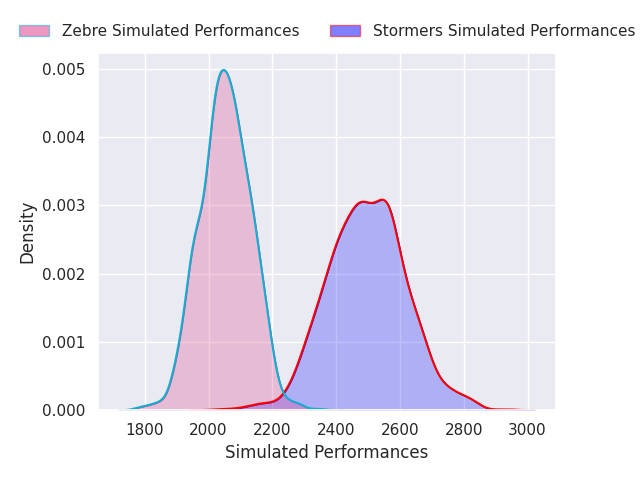 Zebre Simulated Performances Stormers Simulated Performances
0.005
0.004
0.003
0.002
0.001
0.000
Density
1800 2000 2200 2400 2600 2800 3000
Simulated Performances